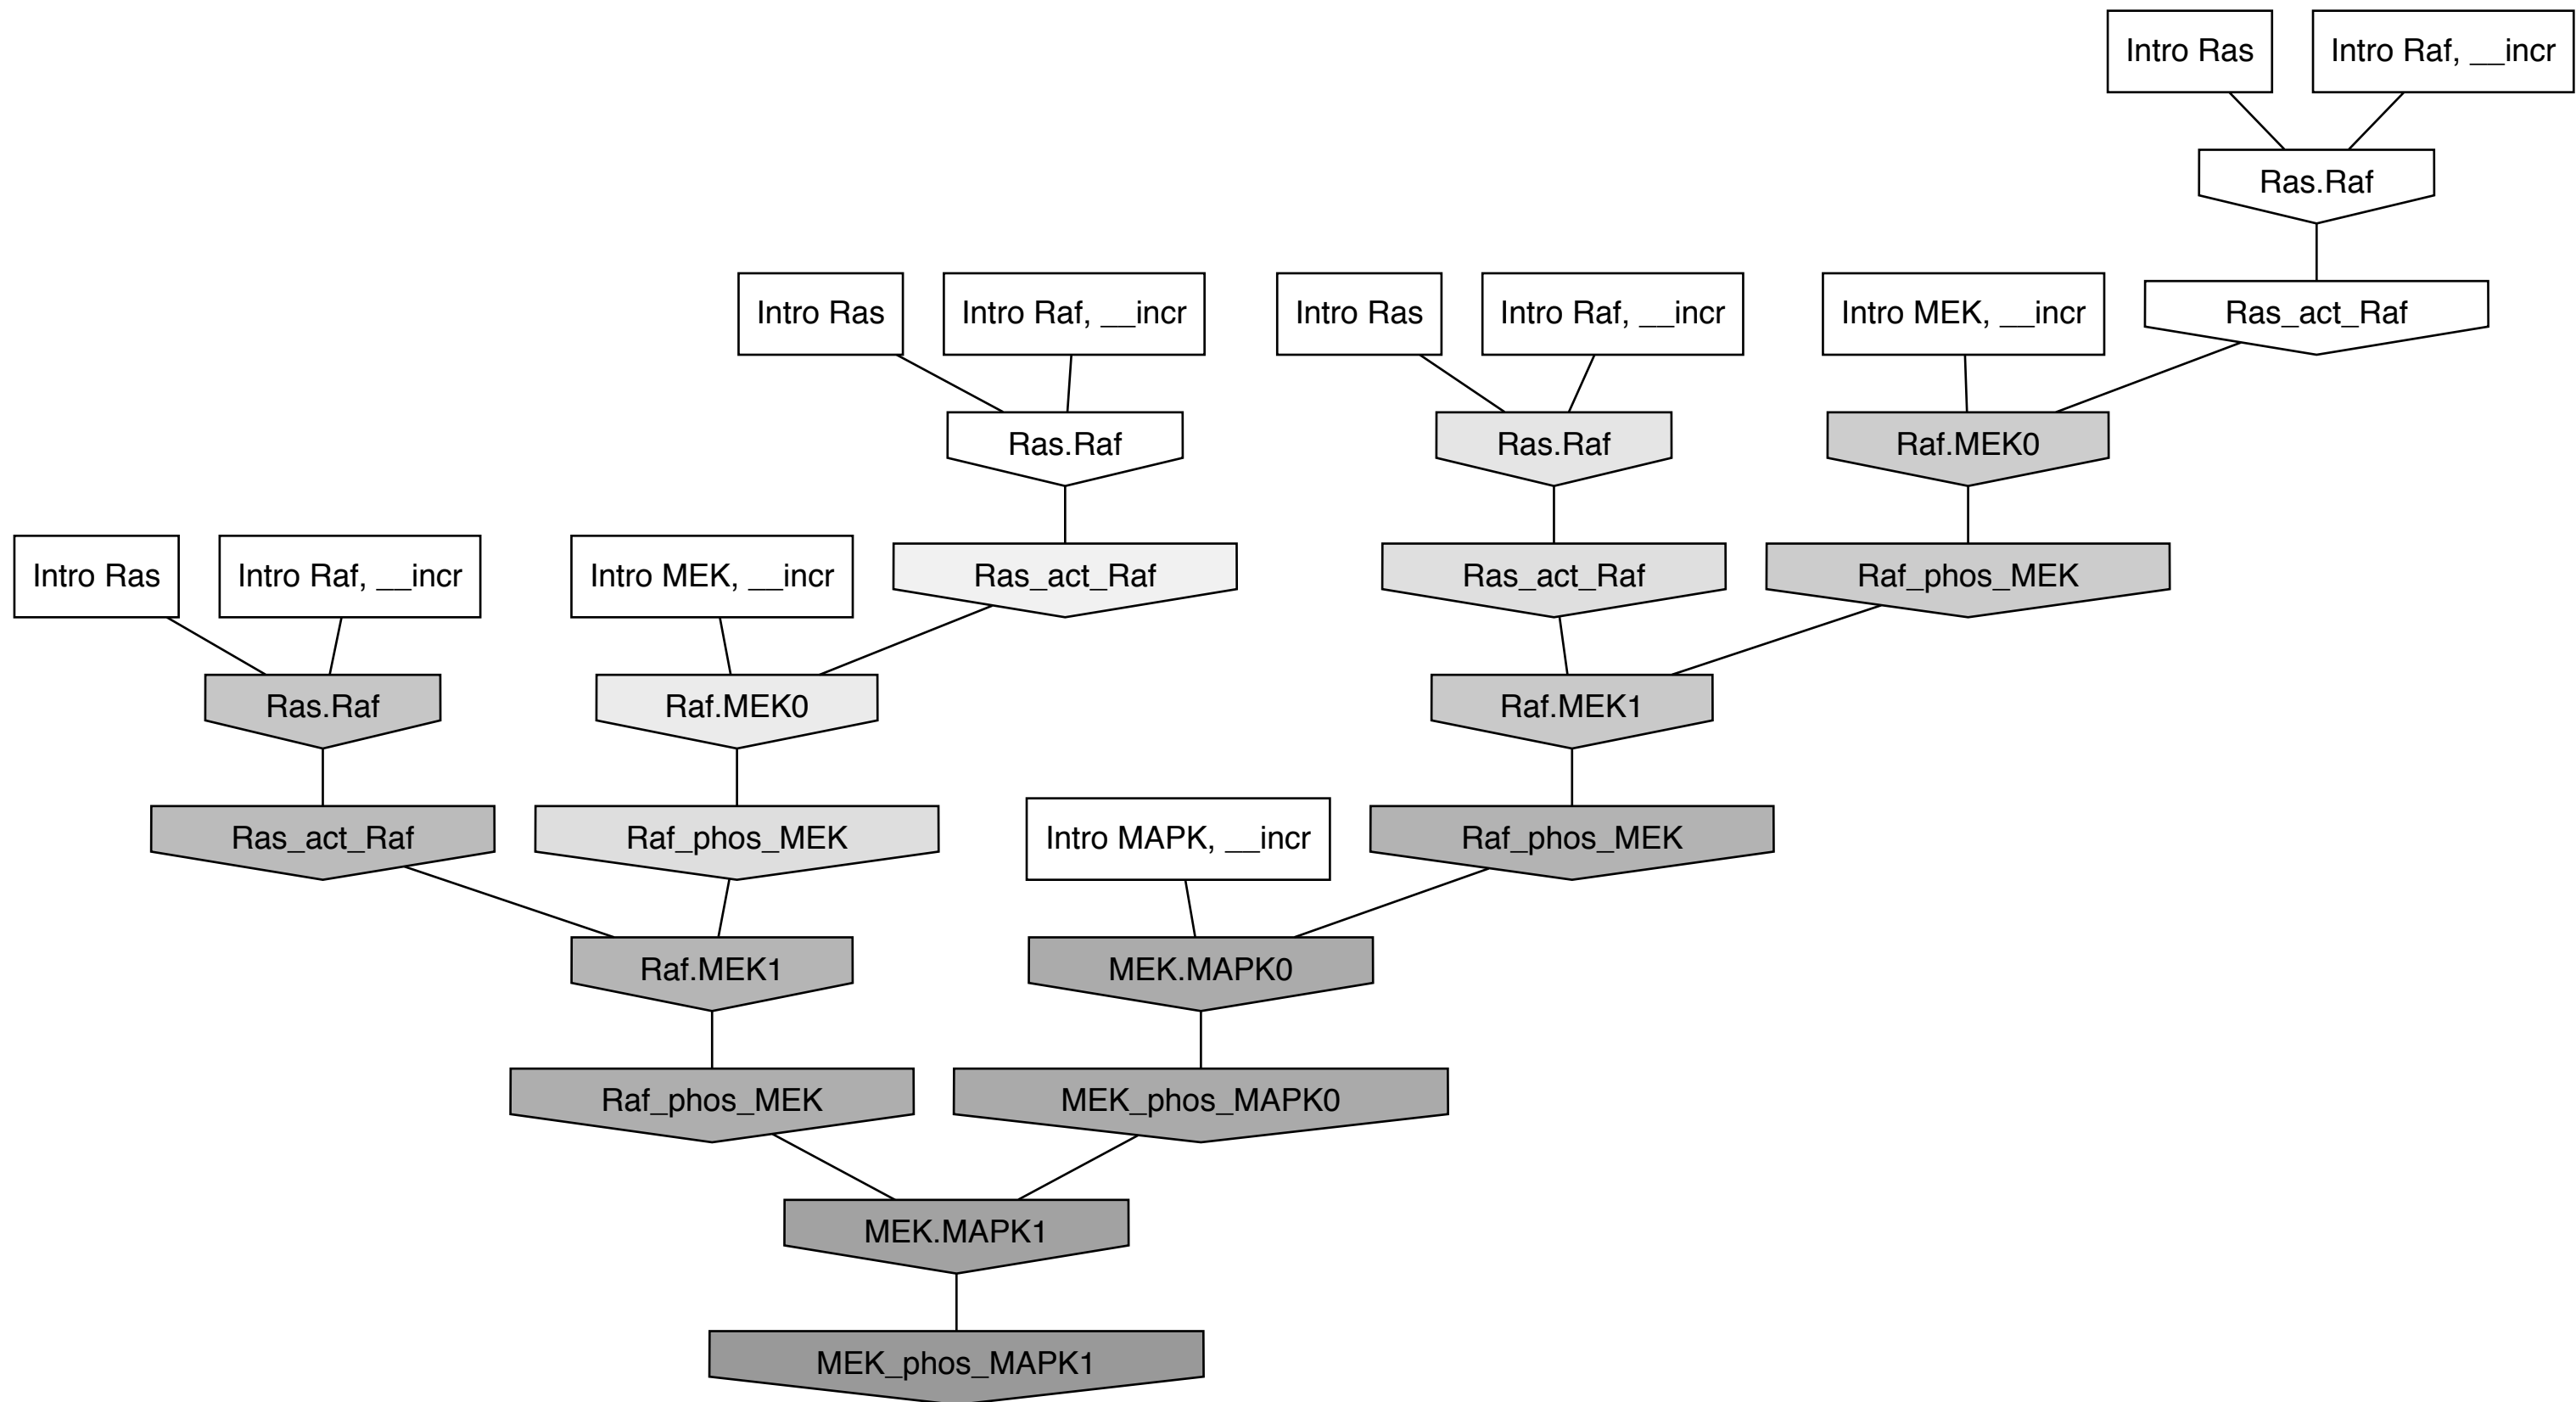 Intro Ras
Intro Raf, __incr
Ras.Raf
Intro Ras
Intro Raf, __incr
Intro Ras
Intro Raf, __incr
Intro MEK, __incr
Ras_act_Raf
Ras.Raf
Ras.Raf
Raf.MEK0
Intro Ras
Intro Raf, __incr
Intro MEK, __incr
Ras_act_Raf
Ras_act_Raf
Raf_phos_MEK
Ras.Raf
Raf.MEK0
Raf.MEK1
Ras_act_Raf
Raf_phos_MEK
Intro MAPK, __incr
Raf_phos_MEK
Raf.MEK1
MEK.MAPK0
Raf_phos_MEK
MEK_phos_MAPK0
MEK.MAPK1
MEK_phos_MAPK1